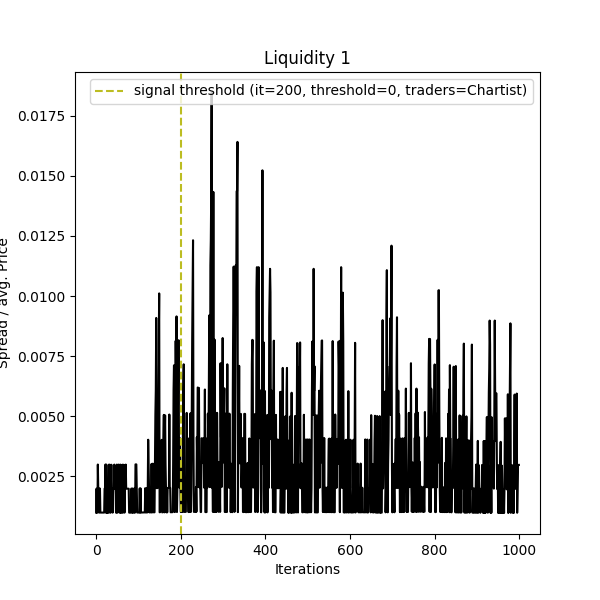 Liquidity 1
signal threshold (it=200, threshold=0, traders=Chartist)
0.0175
0.0150
0.0125
0.0100
0.0075
0.0050
0.0025
Spread / avg. Price
0 200 400 600 800 1000
Iterations